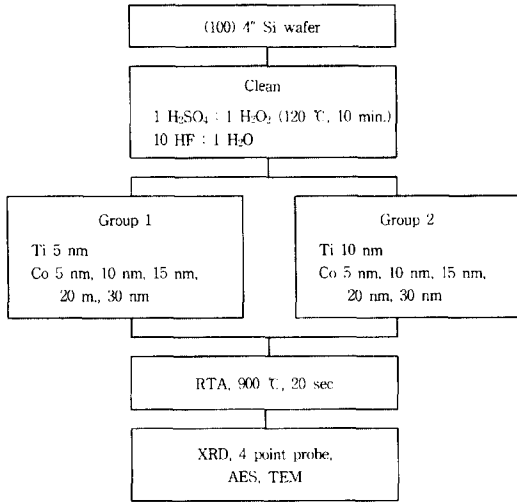 (100) 4" Si wafer
Clean
1 H₂SO₄ : 1 H₂O₂ (120 ℃, 10 min.)
10 HF : 1 H₂O
Group 1
Ti 5 nm
Co 5 nm, 10 nm, 15 nm,
20 m., 30 nm
Group 2
Ti 10 nm
Co 5 nm, 10 nm, 15 nm,
20 nm, 30 nm
RTA, 900 ℃, 20 sec
XRD, 4 point probe,
AES, TEM